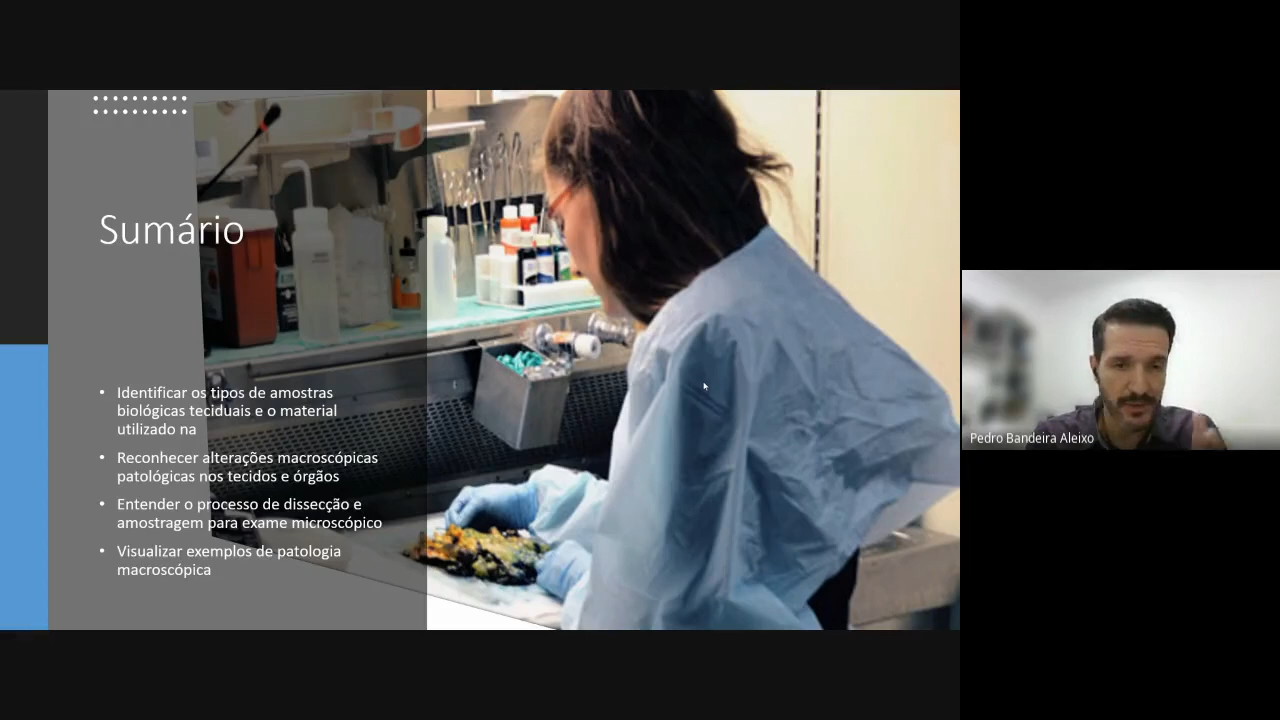 Sumário
• Identificar os tipos de amostras
biológicas teciduais e o material
utilizado na
• Reconhecer alterações macroscópicas
patológicas nos tecidos e órgãos
• Entender o processo de dissecção e
amostragem para exame microscópico
• Visualizar exemplos de patologia
macroscópica
Pedro Bandeira Aleixo